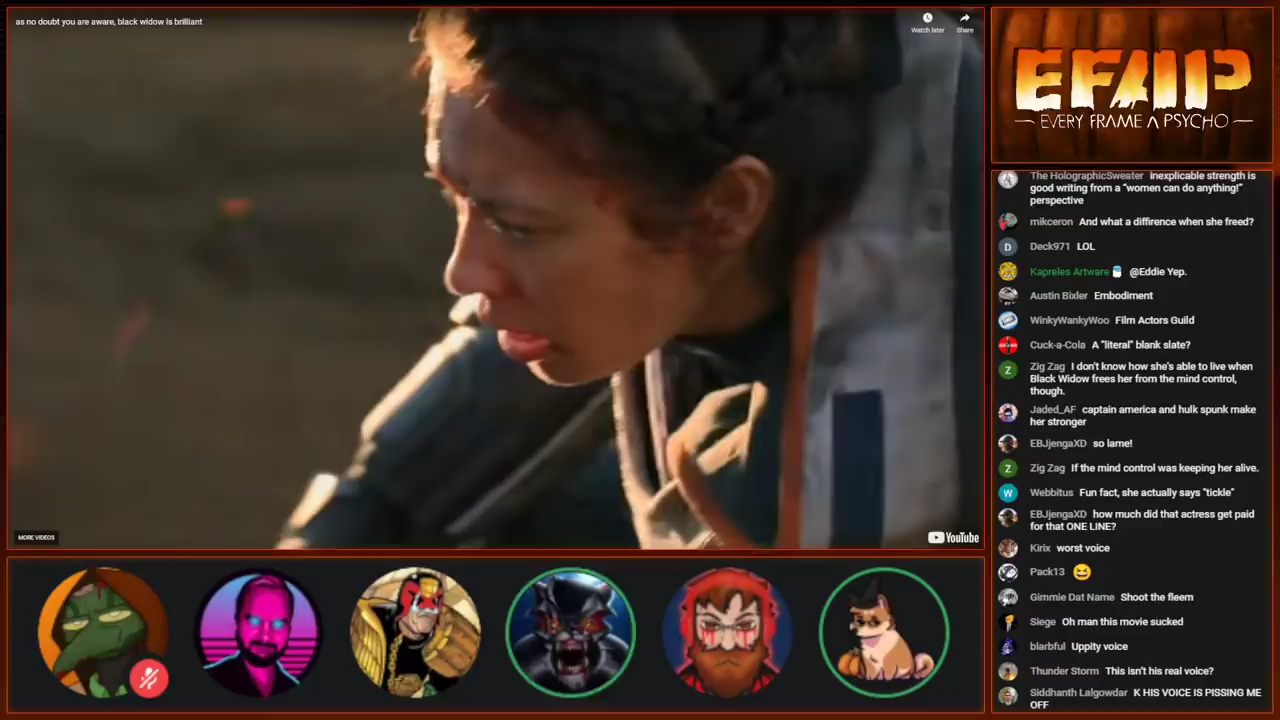 as no doubt you are aware, black widow is brilliant
Watch later
Share
MORE VIDEOS
YouTube
EFAP
EVERY FRAME A PSYCHO
The HolographicSweater inexplicable strength is
good writing from a "women can do anything!"
perspective
mikceron And what a difference when she freed?
D
Deck971 LOL
Kapreles Artware @Eddie Yep.
Austin Bixler Embodiment
WinkyWankyWoo Film Actors Guild
Cuck-a-Cola A "literal" blank slate?
Z
Zig Zag I don't know how she's able to live when
Black Widow frees her from the mind control,
though.
Jaded_AF captain america and hulk spunk make
her stronger
EBJjengaXD so lame!
Z
Zig Zag If the mind control was keeping her alive.
W
Webbitus Fun fact, she actually says "tickle"
EBJjengaXD how much did that actress get paid
for that ONE LINE?
Kirix worst voice
Pack13
Gimmie Dat Name Shoot the fleem
Siege Oh man this movie sucked
blarbful Uppity voice
Thunder Storm This isn't his real voice?
Siddhanth Lalgowdar K HIS VOICE IS PISSING ME
OFF